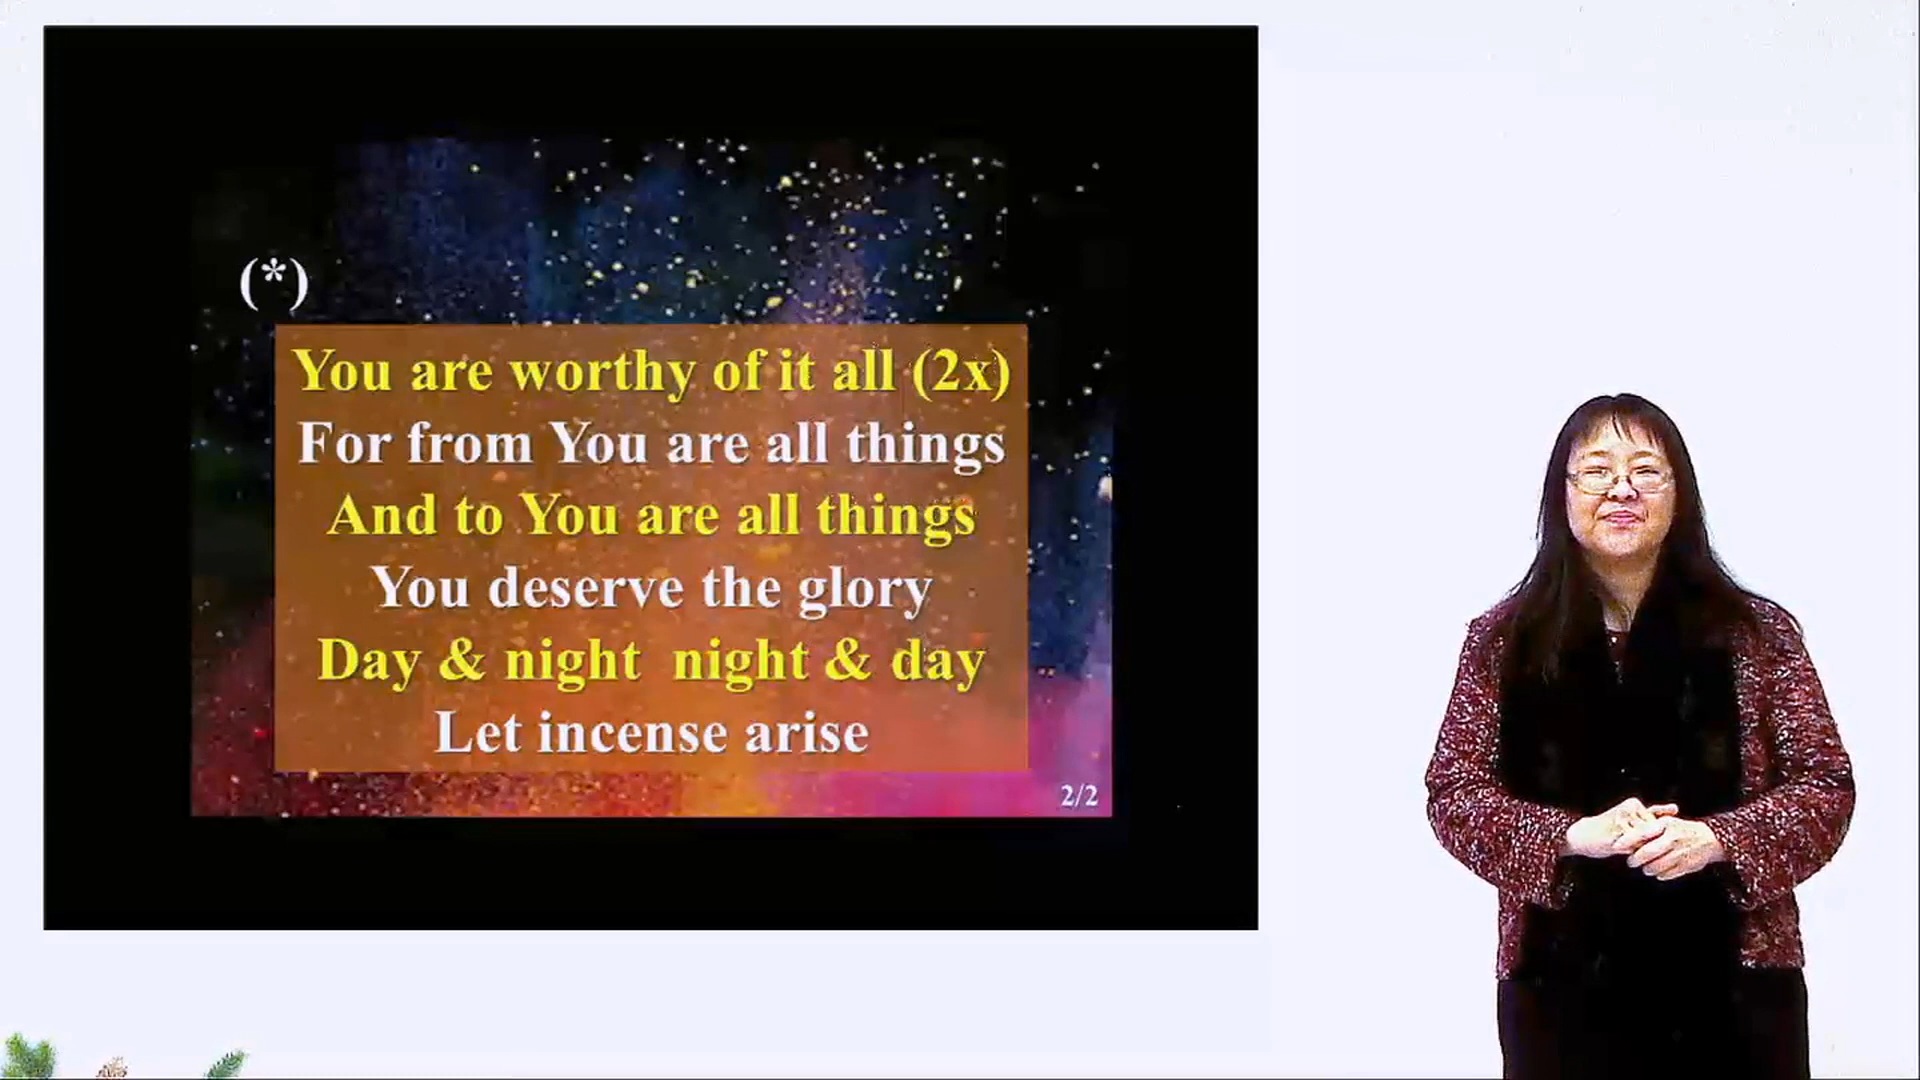 (*)
You are worthy of it all (2x)
For from You are all things
And to You are all things
You deserve the glory
Day & night  night & day
Let incense arise
2/2